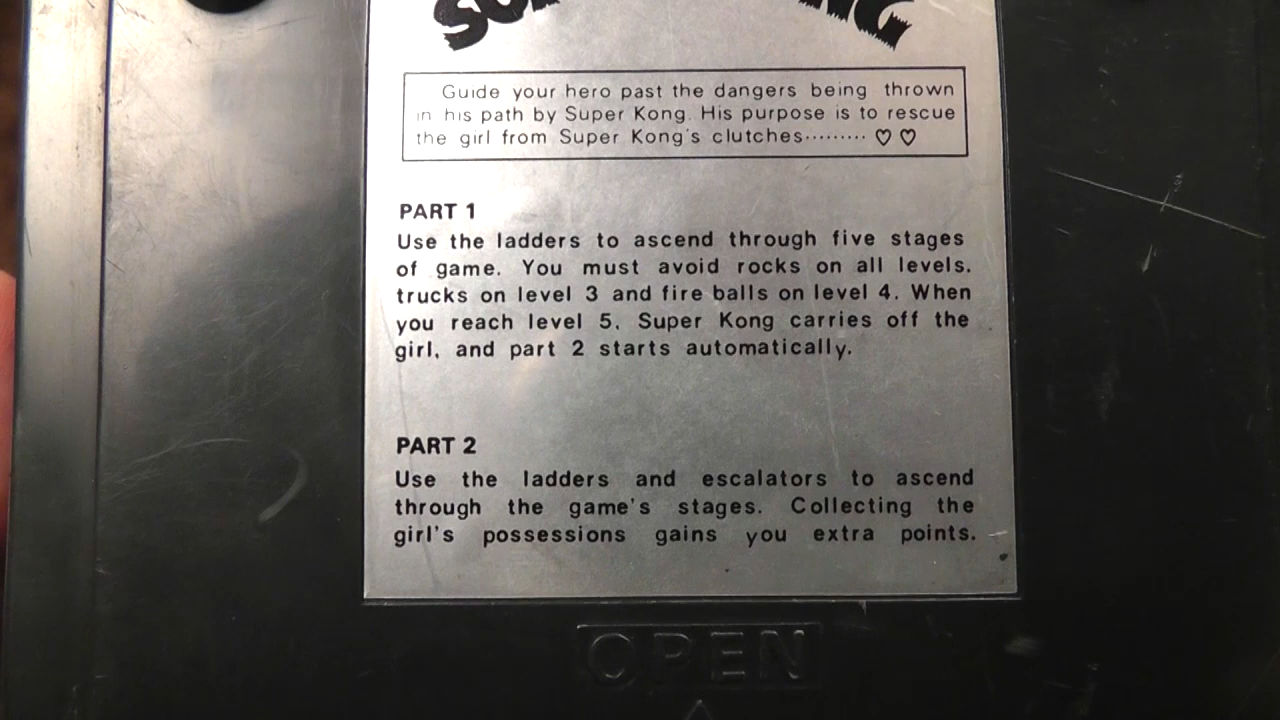 Guide your hero past the dangers being thrown
in his path by Super Kong. His purpose is to rescue
the girl from Super Kong's clutches········· ♡ ♡
PART 1
Use the ladders to ascend through five stages
of game. You must avoid rocks on all levels.
trucks on level 3 and fire balls on level 4. When
you reach level 5, Super Kong carries off the
girl, and part 2 starts automatically.
PART 2
Use the ladders and escalators to ascend
through the game's stages. Collecting the
girl's possessions gains you extra points.
OPEN